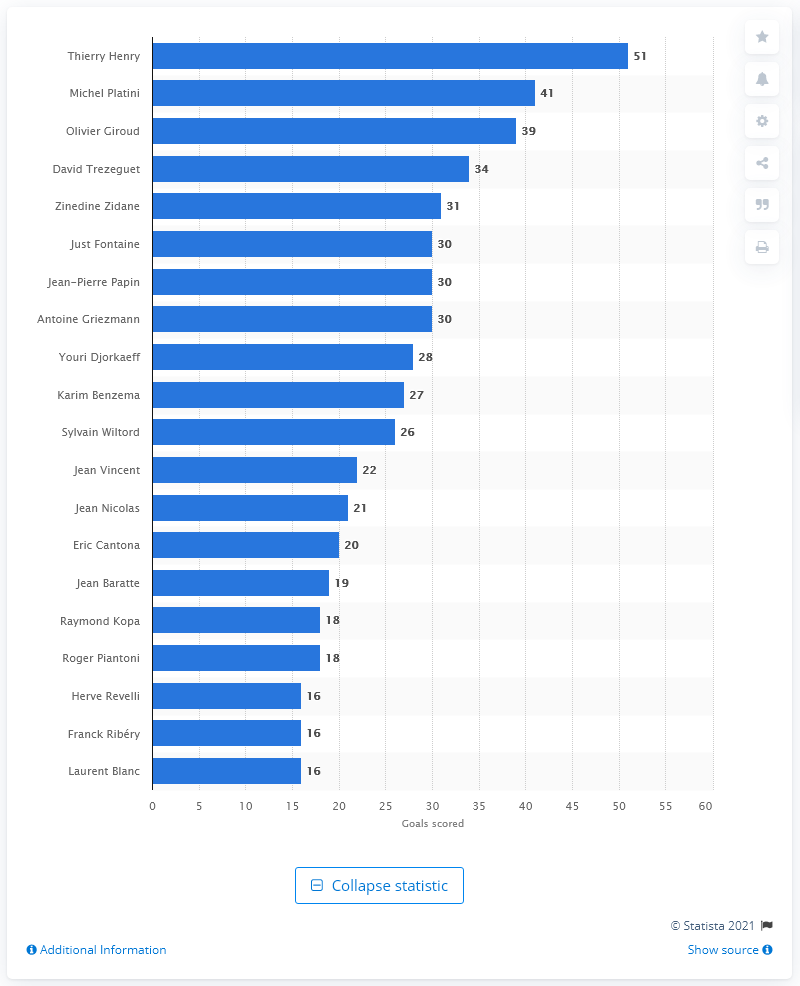 Thierry Henry 51
Michel Platini 41
Olivier Giroud 39
David Trezeguet 34
Zinedine Zidane 31
Just Fontaine 30
Jean-Pierre Papin 30
Antoine Griezmann 30
Youri Djorkaeff 28
Karim Benzema 27
Sylvain Wiltord 26
Jean Vincent 22
Jean Nicolas 21
Eric Cantona 20
Jean Baratte 19
Raymond Kopa 18
Roger Piantoni 18
Herve Revelli 16
Franck Ribéry 16
Laurent Blanc 16
0 5 10 15 20 25 30 35 40 45 50 55 60
Goals scored
Collapse statistic
© Statista 2021
Additional Information Show source